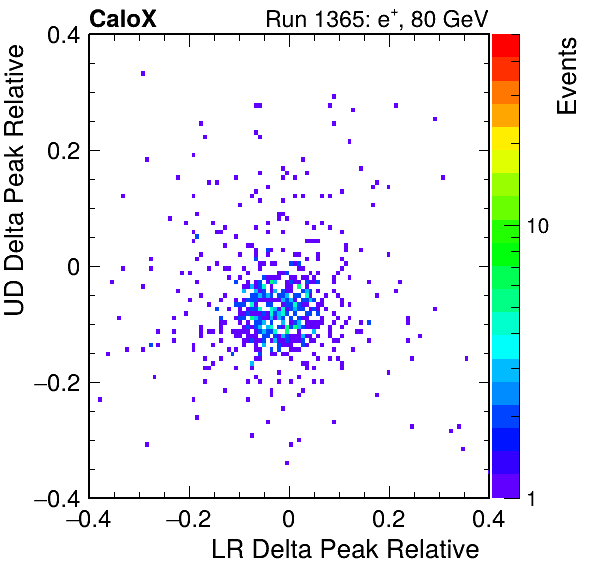 CaloX Run 1365: e+, 80 GeV
Events
UD Delta Peak Relative
0.4
0.2
0
−0.2
−0.4
10
1
−0.4 −0.2 0 0.2 0.4
LR Delta Peak Relative